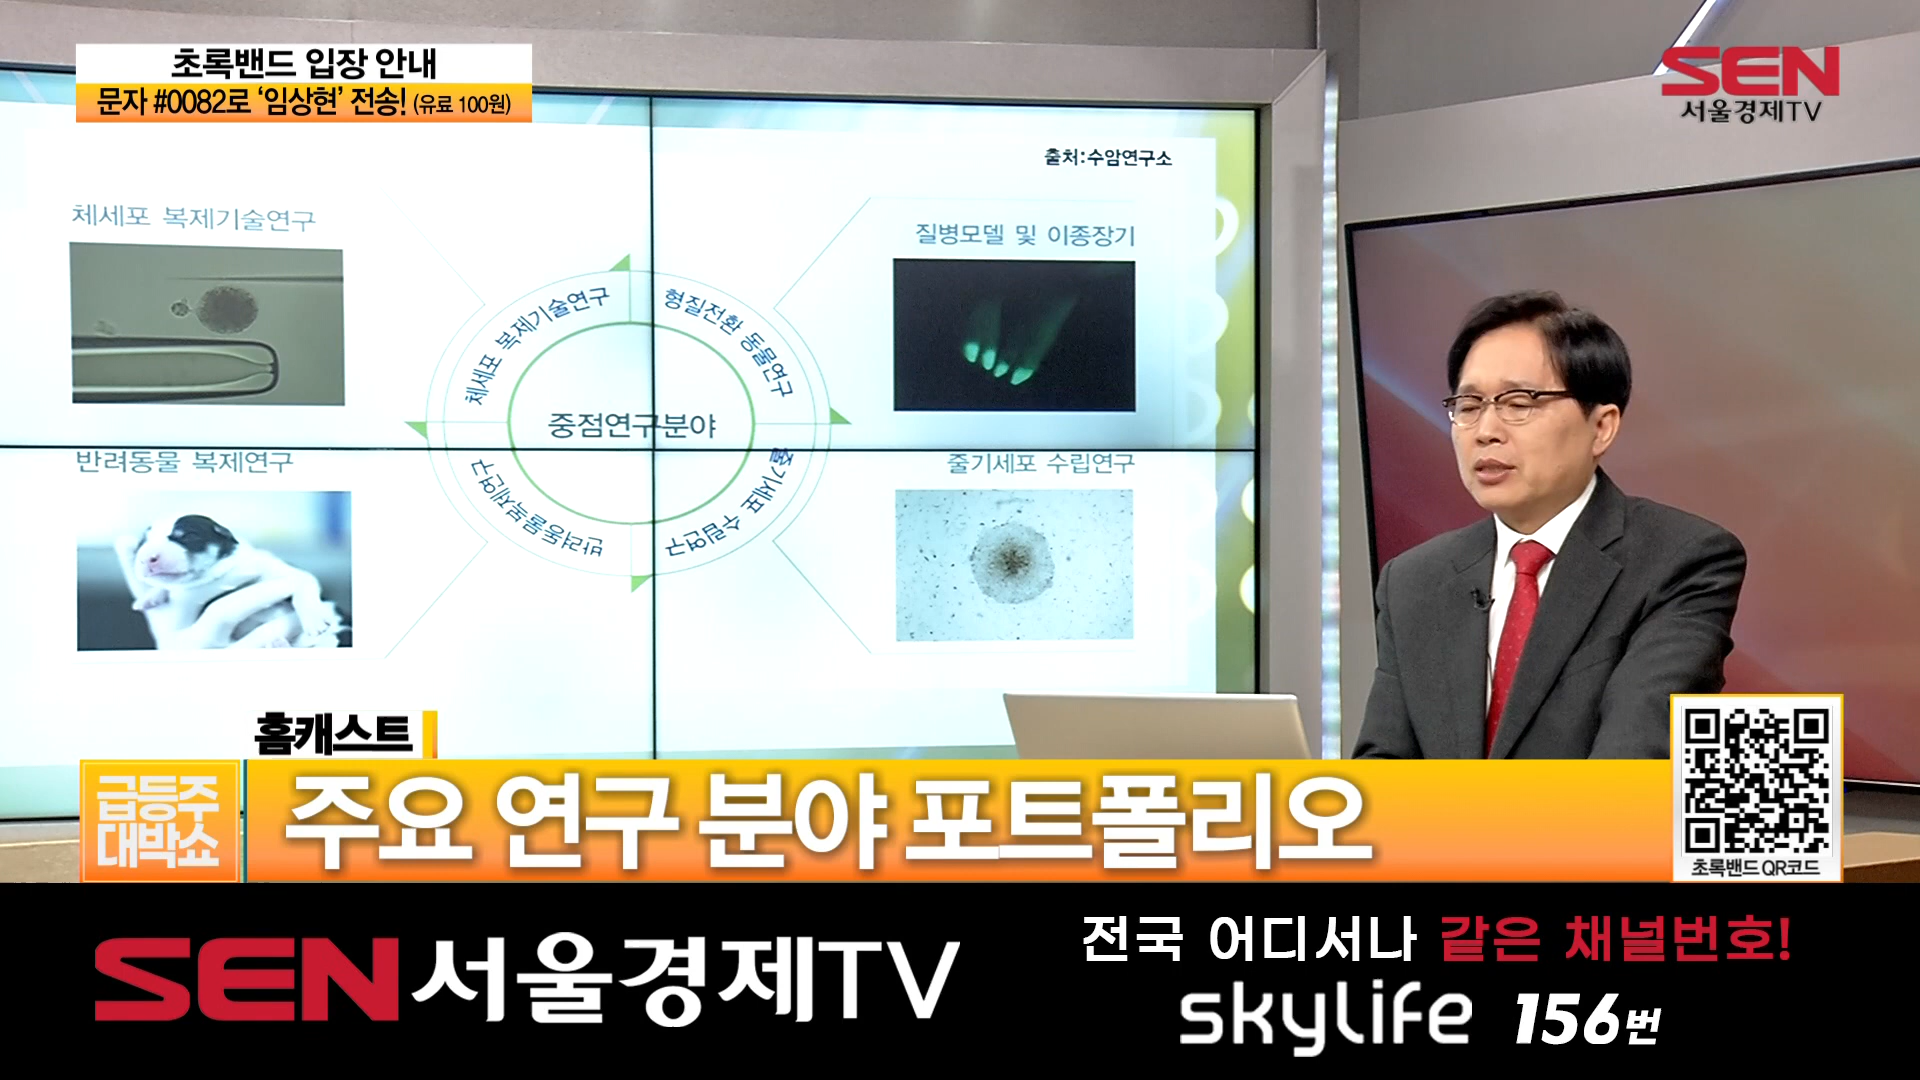 초록밴드 입장 안내
문자 #0082로 ‘임상현’ 전송! (유료 100원)
SEN
서울경제TV
출처:수암연구소
체세포 복제기술연구
질병모델 및 이종장기
체세포 복제기술연구
형질전환 동물연구
중점연구분야
반려동물 복제연구
줄기세포 수립연구
반려동물복제연구
줄기세포 수립연구
홈캐스트
급등주
대박쇼
주요 연구 분야 포트폴리오
초록밴드 QR코드
SEN 서울경제TV
전국 어디서나 같은 채널번호!
skylife 156번